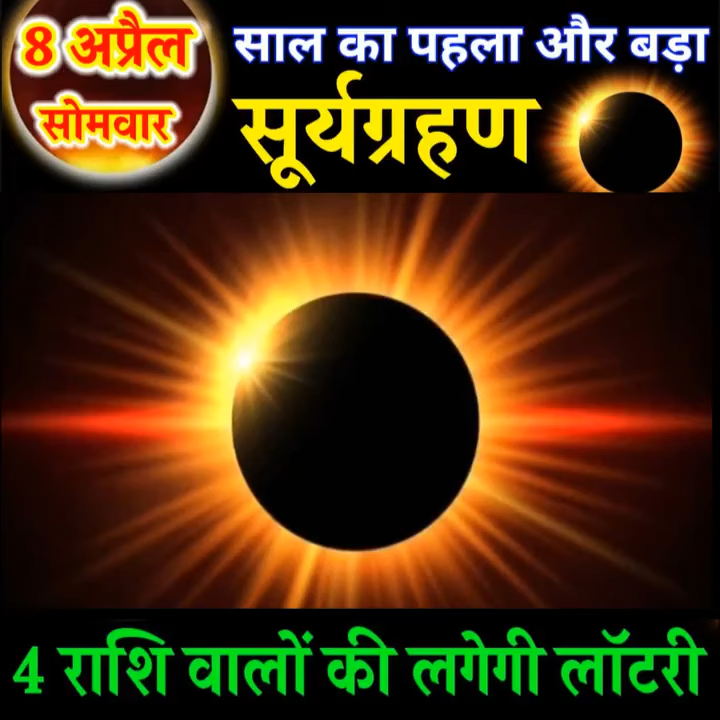 8 अप्रैल
सोमवार
साल का पहला और बड़ा
सूर्यग्रहण
4 राशि वालों की लगेगी लॉटरी